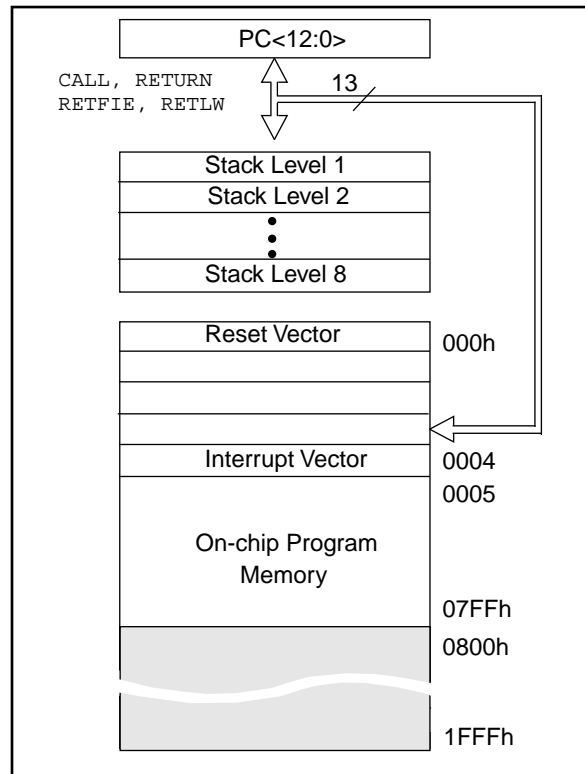 PC<12:0>
CALL, RETURN
RETFIE, RETLW
13
Stack Level 1
Stack Level 2
Stack Level 8
Reset Vector
000h
Interrupt Vector
0004
0005
On-chip Program
Memory
07FFh
0800h
1FFFh